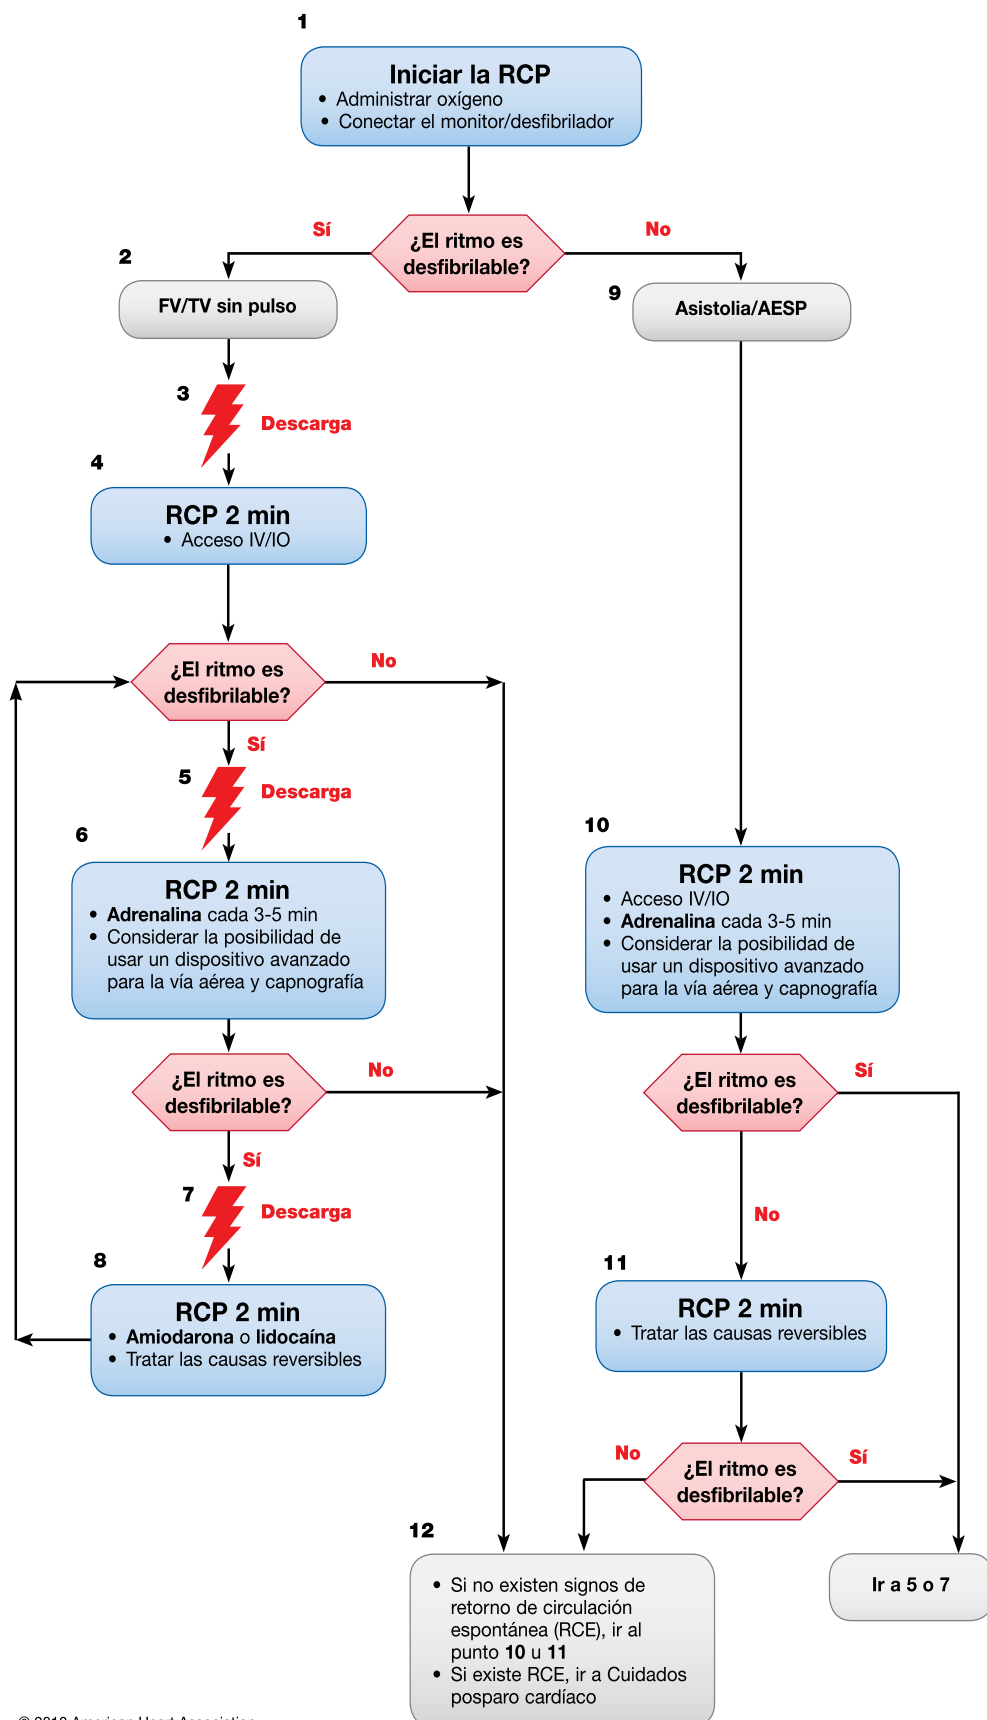 1
Iniciar la RCP
• Administrar oxígeno
• Conectar el monitor/desfibrilador
¿El ritmo es
desfibrilable?
Sí
No
2
FV/TV sin pulso
9
Asistolia/AESP
3
Descarga
4
RCP 2 min
• Acceso IV/IO
¿El ritmo es
desfibrilable?
No
Sí
5
Descarga
6
RCP 2 min
• Adrenalina cada 3-5 min
• Considerar la posibilidad de
usar un dispositivo avanzado
para la vía aérea y capnografía
10
RCP 2 min
• Acceso IV/IO
• Adrenalina cada 3-5 min
• Considerar la posibilidad de
usar un dispositivo avanzado
para la vía aérea y capnografía
¿El ritmo es
desfibrilable?
No
Sí
¿El ritmo es
desfibrilable?
Sí
No
7
Descarga
8
RCP 2 min
• Amiodarona o lidocaína
• Tratar las causas reversibles
11
RCP 2 min
• Tratar las causas reversibles
¿El ritmo es
desfibrilable?
No
Sí
12
• Si no existen signos de
retorno de circulación
espontánea (RCE), ir al
punto 10 u 11
• Si existe RCE, ir a Cuidados
posparo cardíaco
Ir a 5 o 7
American Heart Association